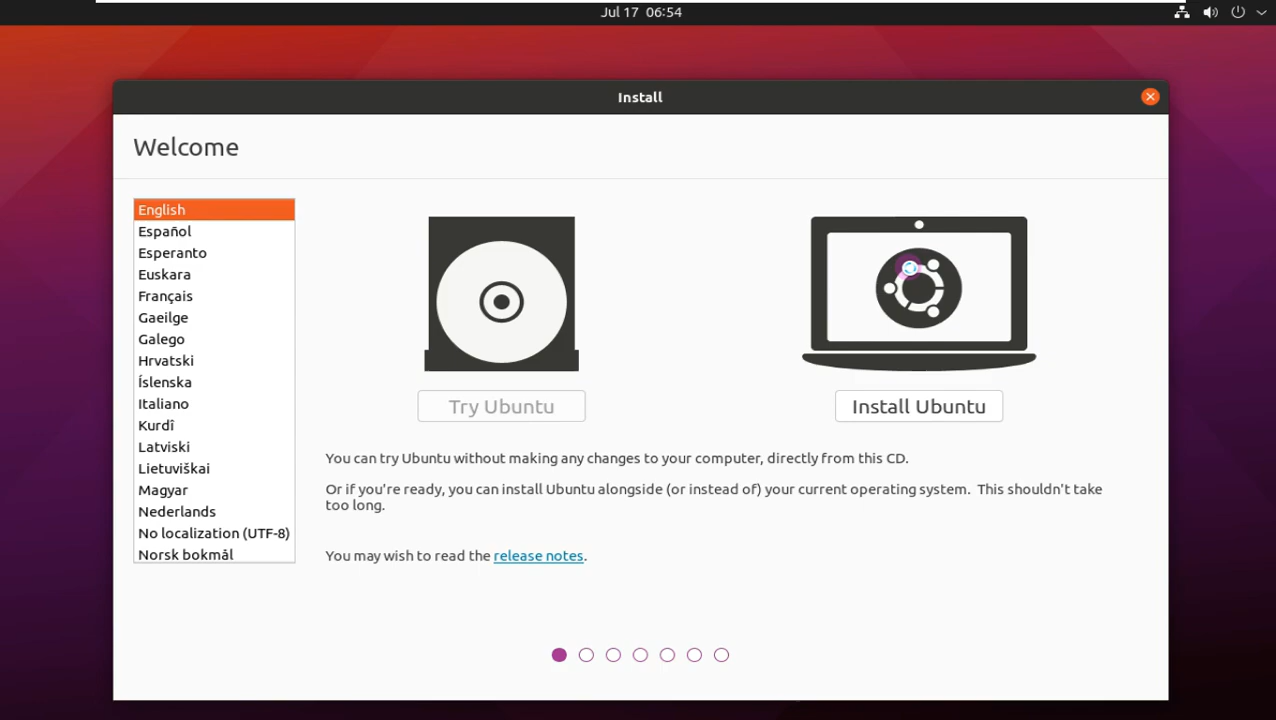 Jul 17 06:54
Install
Welcome
English
Español
Esperanto
Euskara
Français
Gaeilge
Galego
Hrvatski
Íslenska
Italiano
Kurdî
Latviski
Lietuviškai
Magyar
Nederlands
No localization (UTF-8)
Norsk bokmål
Try Ubuntu
Install Ubuntu
You can try Ubuntu without making any changes to your computer, directly from this CD.
Or if you're ready, you can install Ubuntu alongside (or instead of) your current operating system. This shouldn't take
too long.
You may wish to read the release notes.